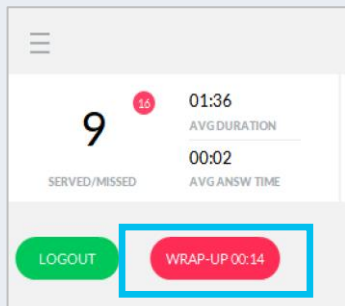 16
9
SERVED/MISSED
01:36
AVG DURATION
00:02
AVG ANSW TIME
LOGOUT
WRAP-UP 00:14